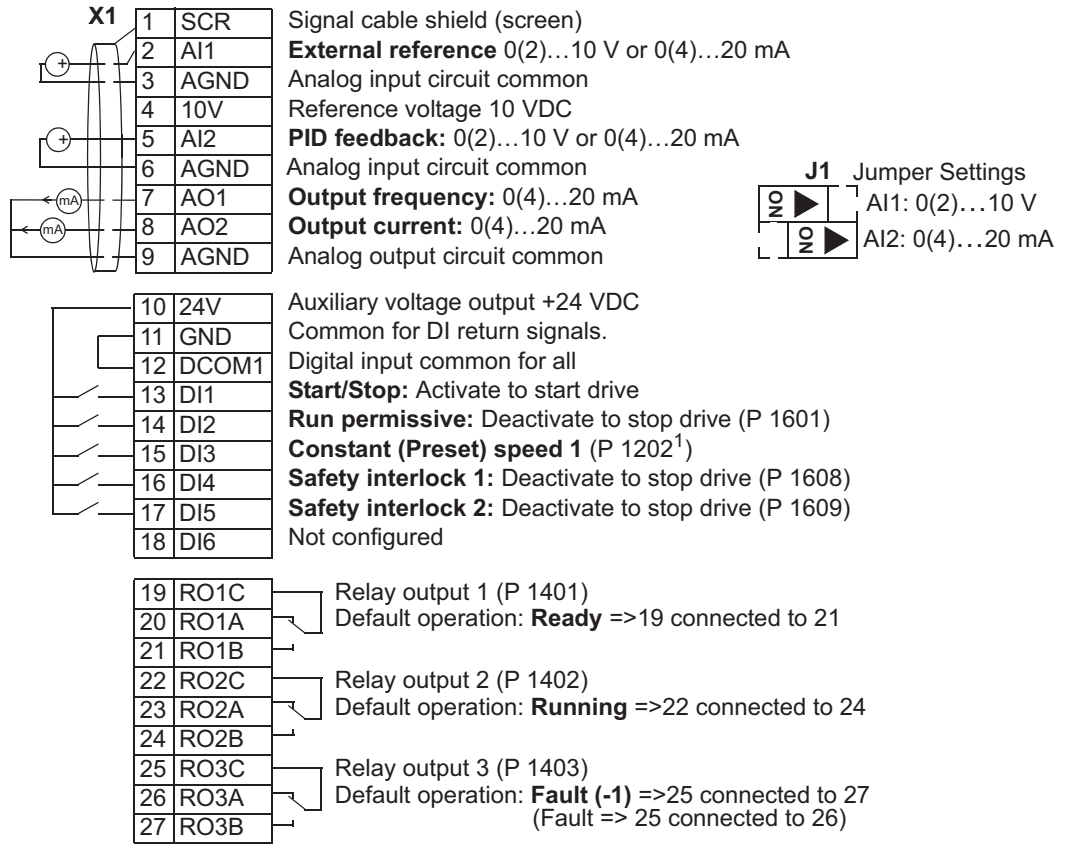 X1
1 SCR Signal cable shield (screen)
2 AI1 External reference 0(2)…10 V or 0(4)…20 mA
3 AGND Analog input circuit common
4 10V Reference voltage 10 VDC
5 AI2 PID feedback: 0(2)…10 V or 0(4)…20 mA
6 AGND Analog input circuit common
7 AO1 Output frequency: 0(4)…20 mA
8 AO2 Output current: 0(4)…20 mA
9 AGND Analog output circuit common
+
+
mA
mA
J1 Jumper Settings
ON AI1: 0(2)…10 V
ON AI2: 0(4)…20 mA
10 24V Auxiliary voltage output +24 VDC
11 GND Common for DI return signals.
12 DCOM1 Digital input common for all
13 DI1 Start/Stop: Activate to start drive
14 DI2 Run permissive: Deactivate to stop drive (P 1601)
15 DI3 Constant (Preset) speed 1 (P 1202¹)
16 DI4 Safety interlock 1: Deactivate to stop drive (P 1608)
17 DI5 Safety interlock 2: Deactivate to stop drive (P 1609)
18 DI6 Not configured
19 RO1C Relay output 1 (P 1401)
20 RO1A Default operation: Ready =>19 connected to 21
21 RO1B
22 RO2C Relay output 2 (P 1402)
23 RO2A Default operation: Running =>22 connected to 24
24 RO2B
25 RO3C Relay output 3 (P 1403)
26 RO3A Default operation: Fault (-1) =>25 connected to 27
27 RO3B (Fault => 25 connected to 26)